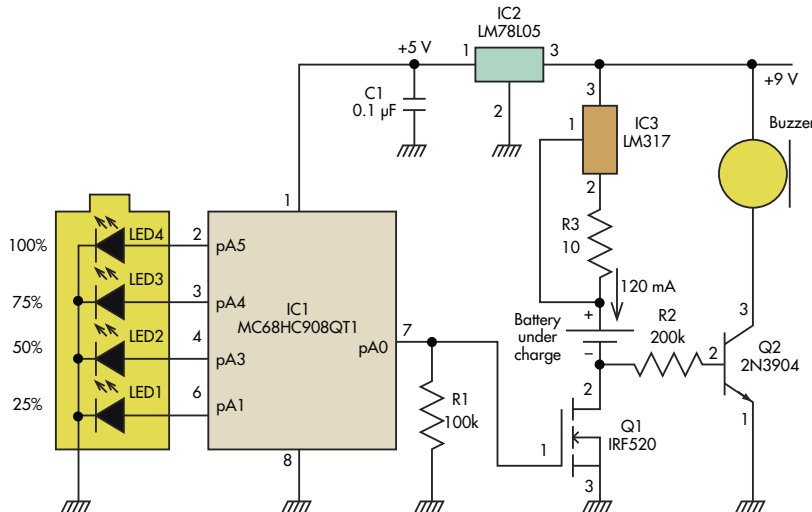 IC2
LM78L05
+5 V
1
3
2
+9 V
C1
0.1 µF
3
1
IC3
LM317
2
Buzzer
R3
10
120 mA
1
100%
LED4
2
pA5
75%
LED3
3
pA4
IC1
MC68HC908QT1
50%
LED2
4
pA3
pA0
7
25%
LED1
6
pA1
8
R1
100k
Battery
under
charge
+
–
R2
200k
3
2
Q2
2N3904
1
2
1
Q1
IRF520
3